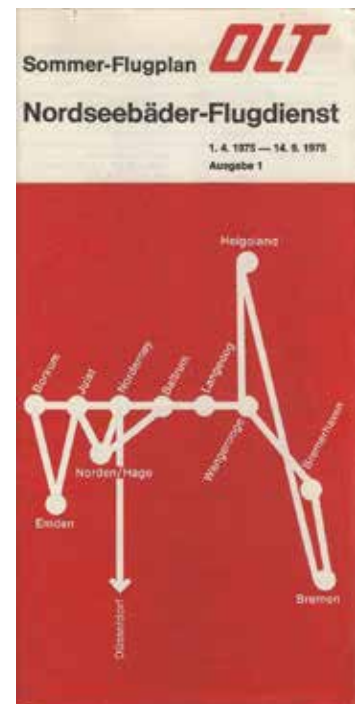 Sommer-Flugplan OLT
Nordseebäder-Flugdienst
1. 4. 1975 — 14. 9. 1975
Ausgabe 1
Helgoland
Borkum
Juist
Norderney
Baltrum
Langeoog
Wangerooge
Bremerhaven
Norden/Hage
Emden
Düsseldorf
Bremen